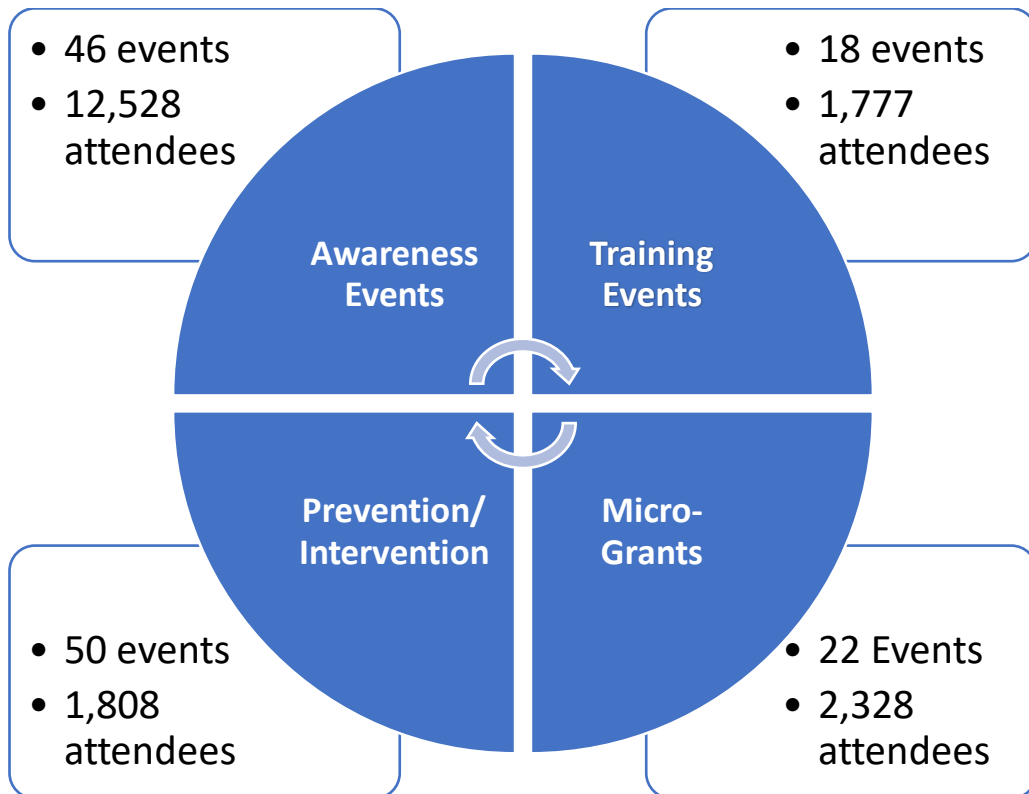 • 46 events
• 12,528
attendees
• 18 events
• 1,777
attendees
Awareness
Events
Training
Events
Prevention/
Intervention
Micro-
Grants
• 50 events
• 1,808
attendees
• 22 Events
• 2,328
attendees